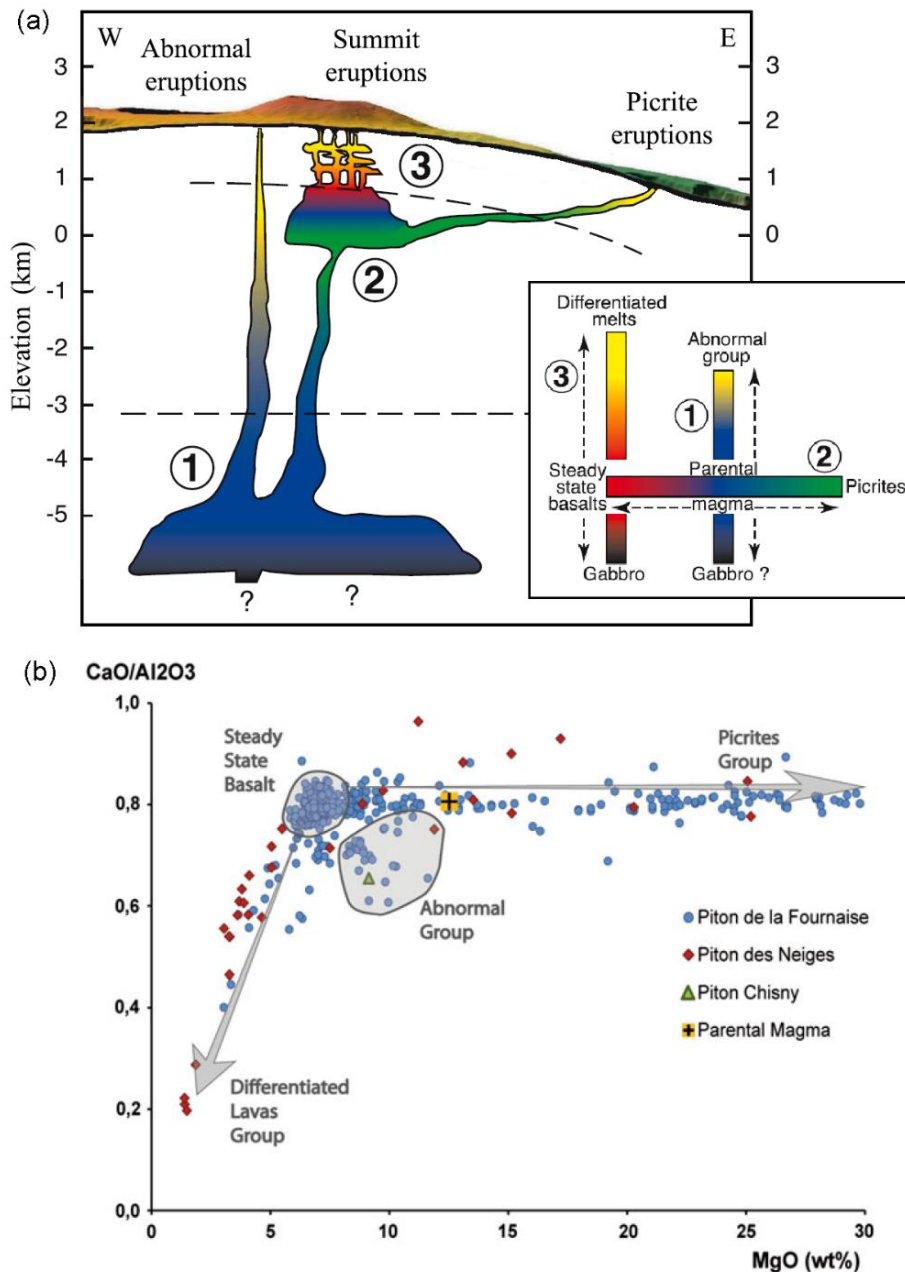 (a)
W
E
Abnormal
eruptions
Summit
eruptions
Picrite
eruptions
3
2
1
0
-1
-2
-3
-4
-5
Elevation (km)
3
2
1
0
1
2
3
?
?
Differentiated
melts
Abnormal
group
3
1
2
Steady
state
basalts
Parental
magma
Picrites
Gabbro
Gabbro ?
(b)
CaO/Al2O3
1,0
0,8
0,6
0,4
0,2
0,0
0
5
10
15
20
25
30
MgO (wt%)
Steady
State
Basalt
Picrites
Group
Abnormal
Group
Differentiated
Lavas
Group
Piton de la Fournaise
Piton des Neiges
Piton Chisny
Parental Magma